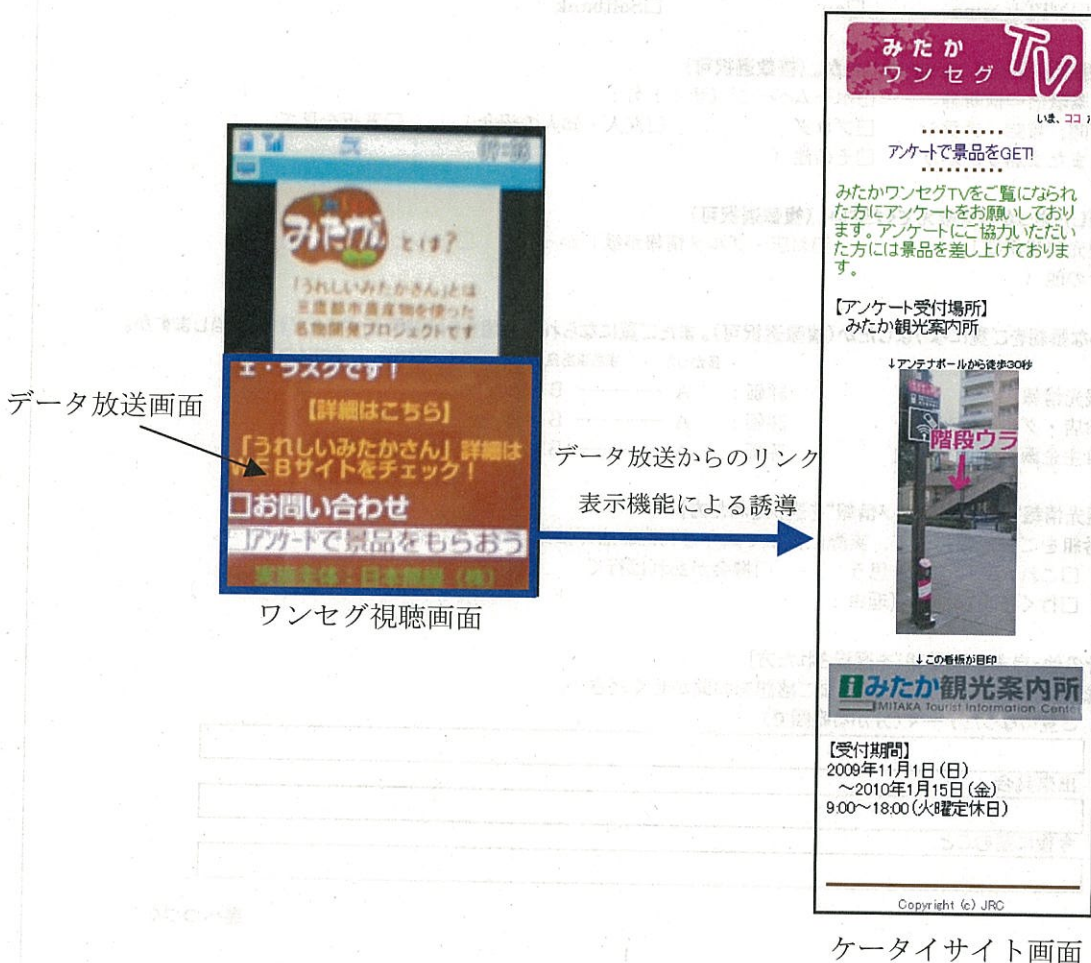 みたか
ワンセグ
TV
いま、ココ
アンケートで景品をGET!
みたかワンセグTVをご覧になられ
た方にアンケートをお願いしており
ます。アンケートにご協力いただい
た方には景品を差し上げておりま
す。
【アンケート受付場所】
みたか観光案内所
↓アンテナポールから徒歩30秒
階段ウラ
↓この看板が目印
iみたか観光案内所
MITAKA Tourist Information Center
【受付期間】
2009年11月1日(日)
～2010年1月15日(金)
9:00～18:00(火曜定休日)
Copyright (c) JRC
ケータイサイト画面
みたか
とは?
「うれしいみたかさん」とは
三鷹都市農産物を使った
名物開発プロジェクトです
ェ・ラスクです!
【詳細はこちら】
「うれしいみたかさん」詳細は
WEBサイトをチェック!
□お問い合わせ
□アンケートで景品をもらおう
実施主体・日本無線(株)
ワンセグ視聴画面
データ放送画面
データ放送からのリンク
表示機能による誘導